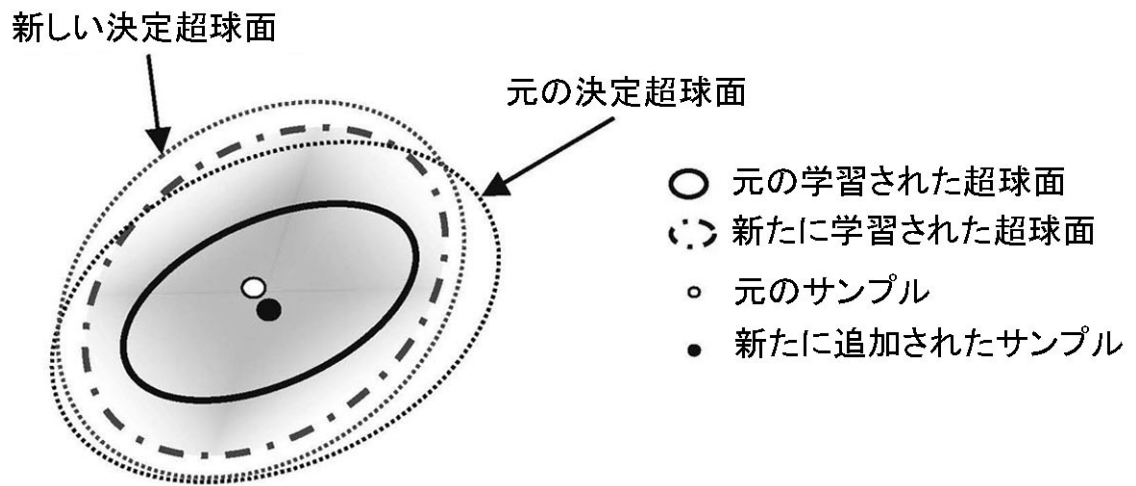 新しい決定超球面
元の決定超球面
元の学習された超球面
新たに学習された超球面
元のサンプル
新たに追加されたサンプル